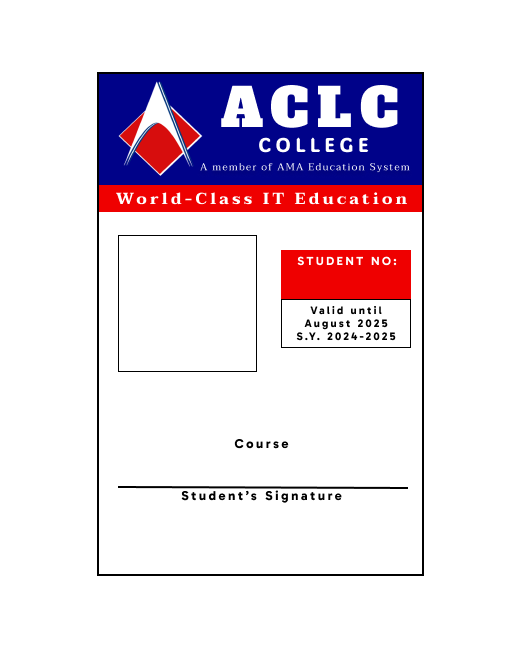 ACLC
COLLEGE
A member of AMA Education System
World-Class IT Education
STUDENT NO:
Valid until
August 2025
S.Y. 2024-2025
Course
Student’s Signature